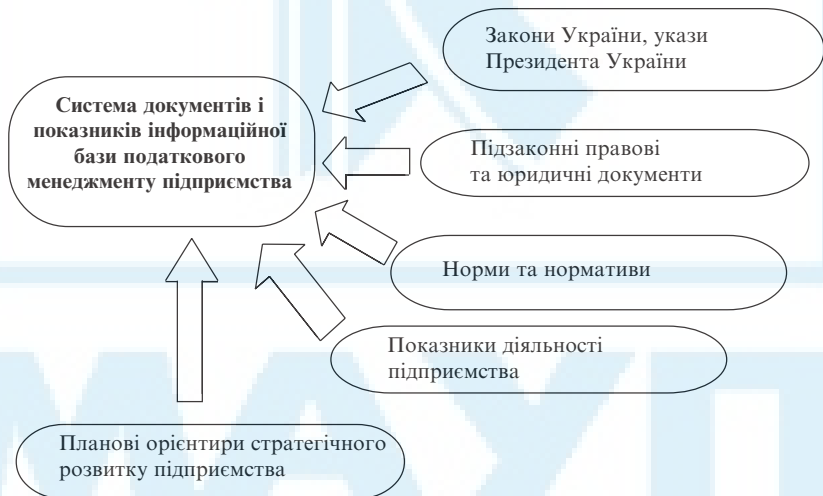 Закони України, укази
Президента України
Система документів і
показників інформаційної
бази податкового
менеджменту підприємства
Підзаконні правові
та юридичні документи
Норми та нормативи
Показники діяльності
підприємства
Планові орієнтири стратегічного
розвитку підприємства
МАУП